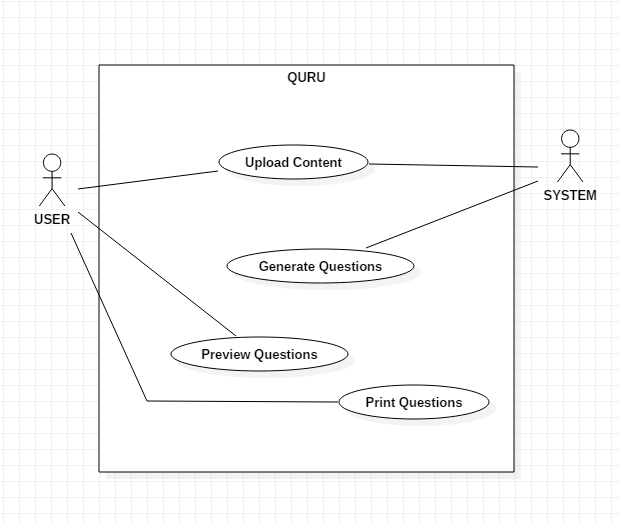 QURU
Upload Content
USER
SYSTEM
Generate Questions
Preview Questions
Print Questions